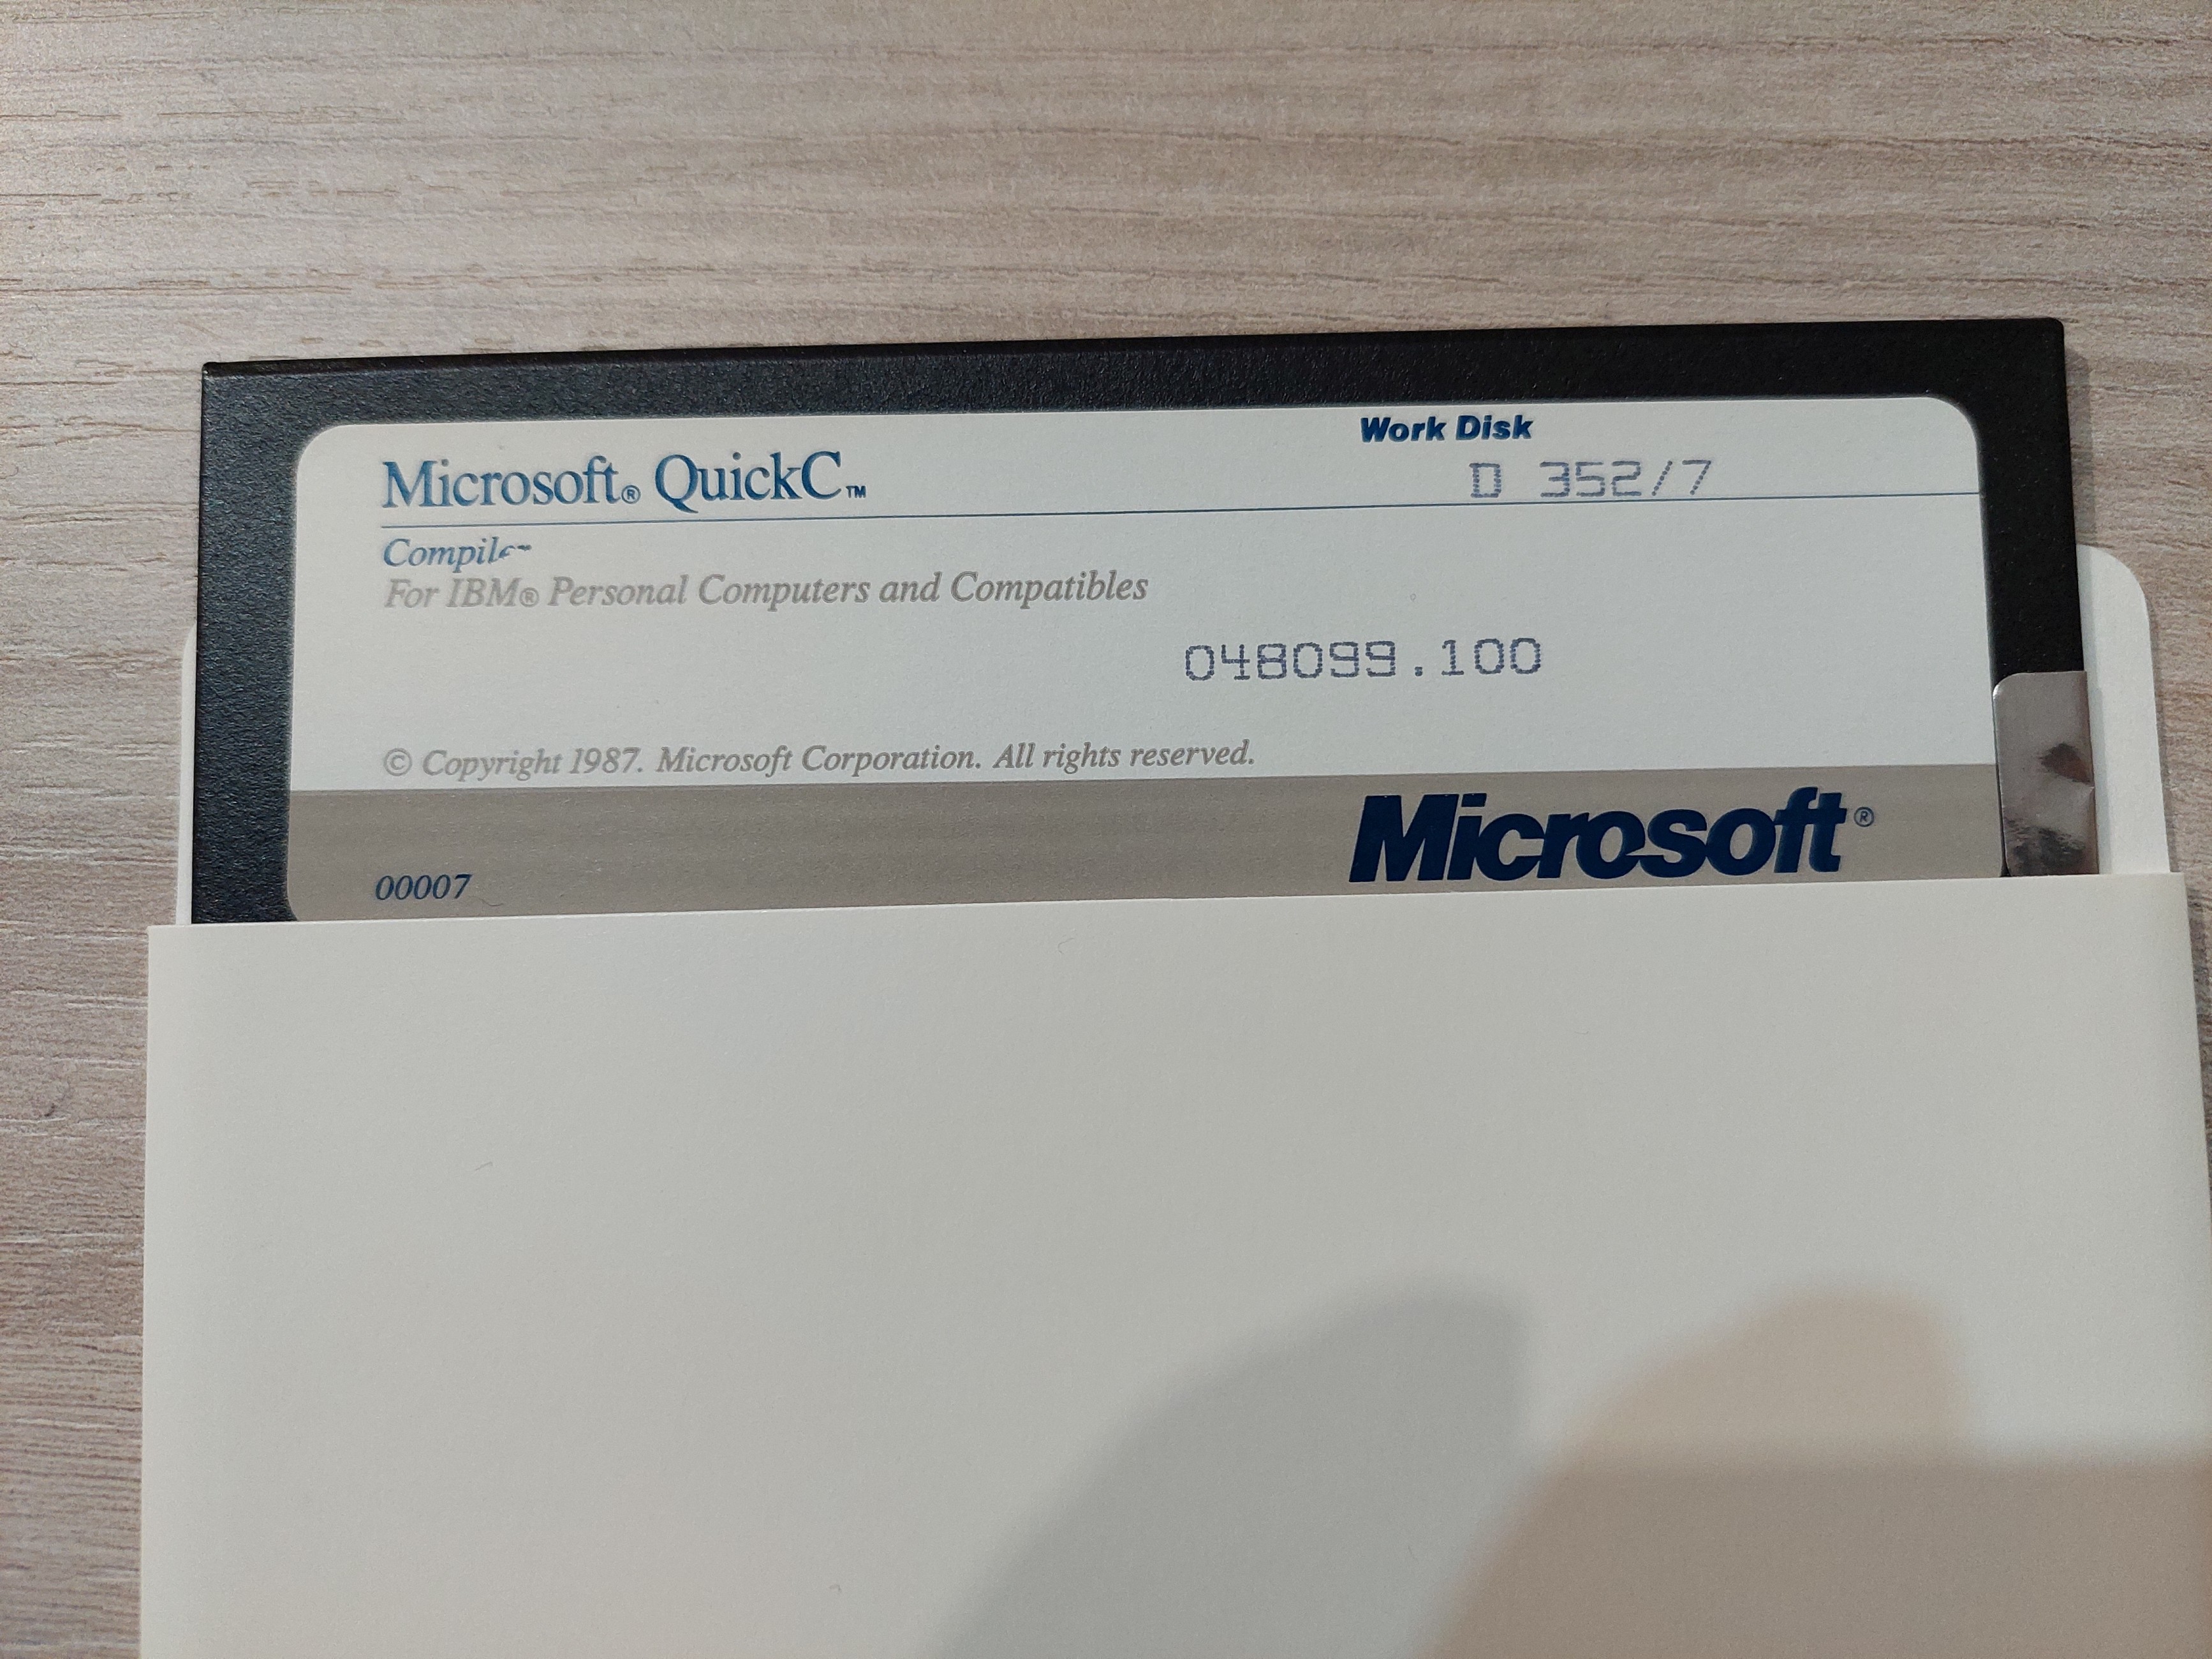 Work Disk
Microsoft® QuickC™
D 352/7
Compiler
For IBM® Personal Computers and Compatibles
048099.100
© Copyright 1987. Microsoft Corporation. All rights reserved.
Microsoft®
00007